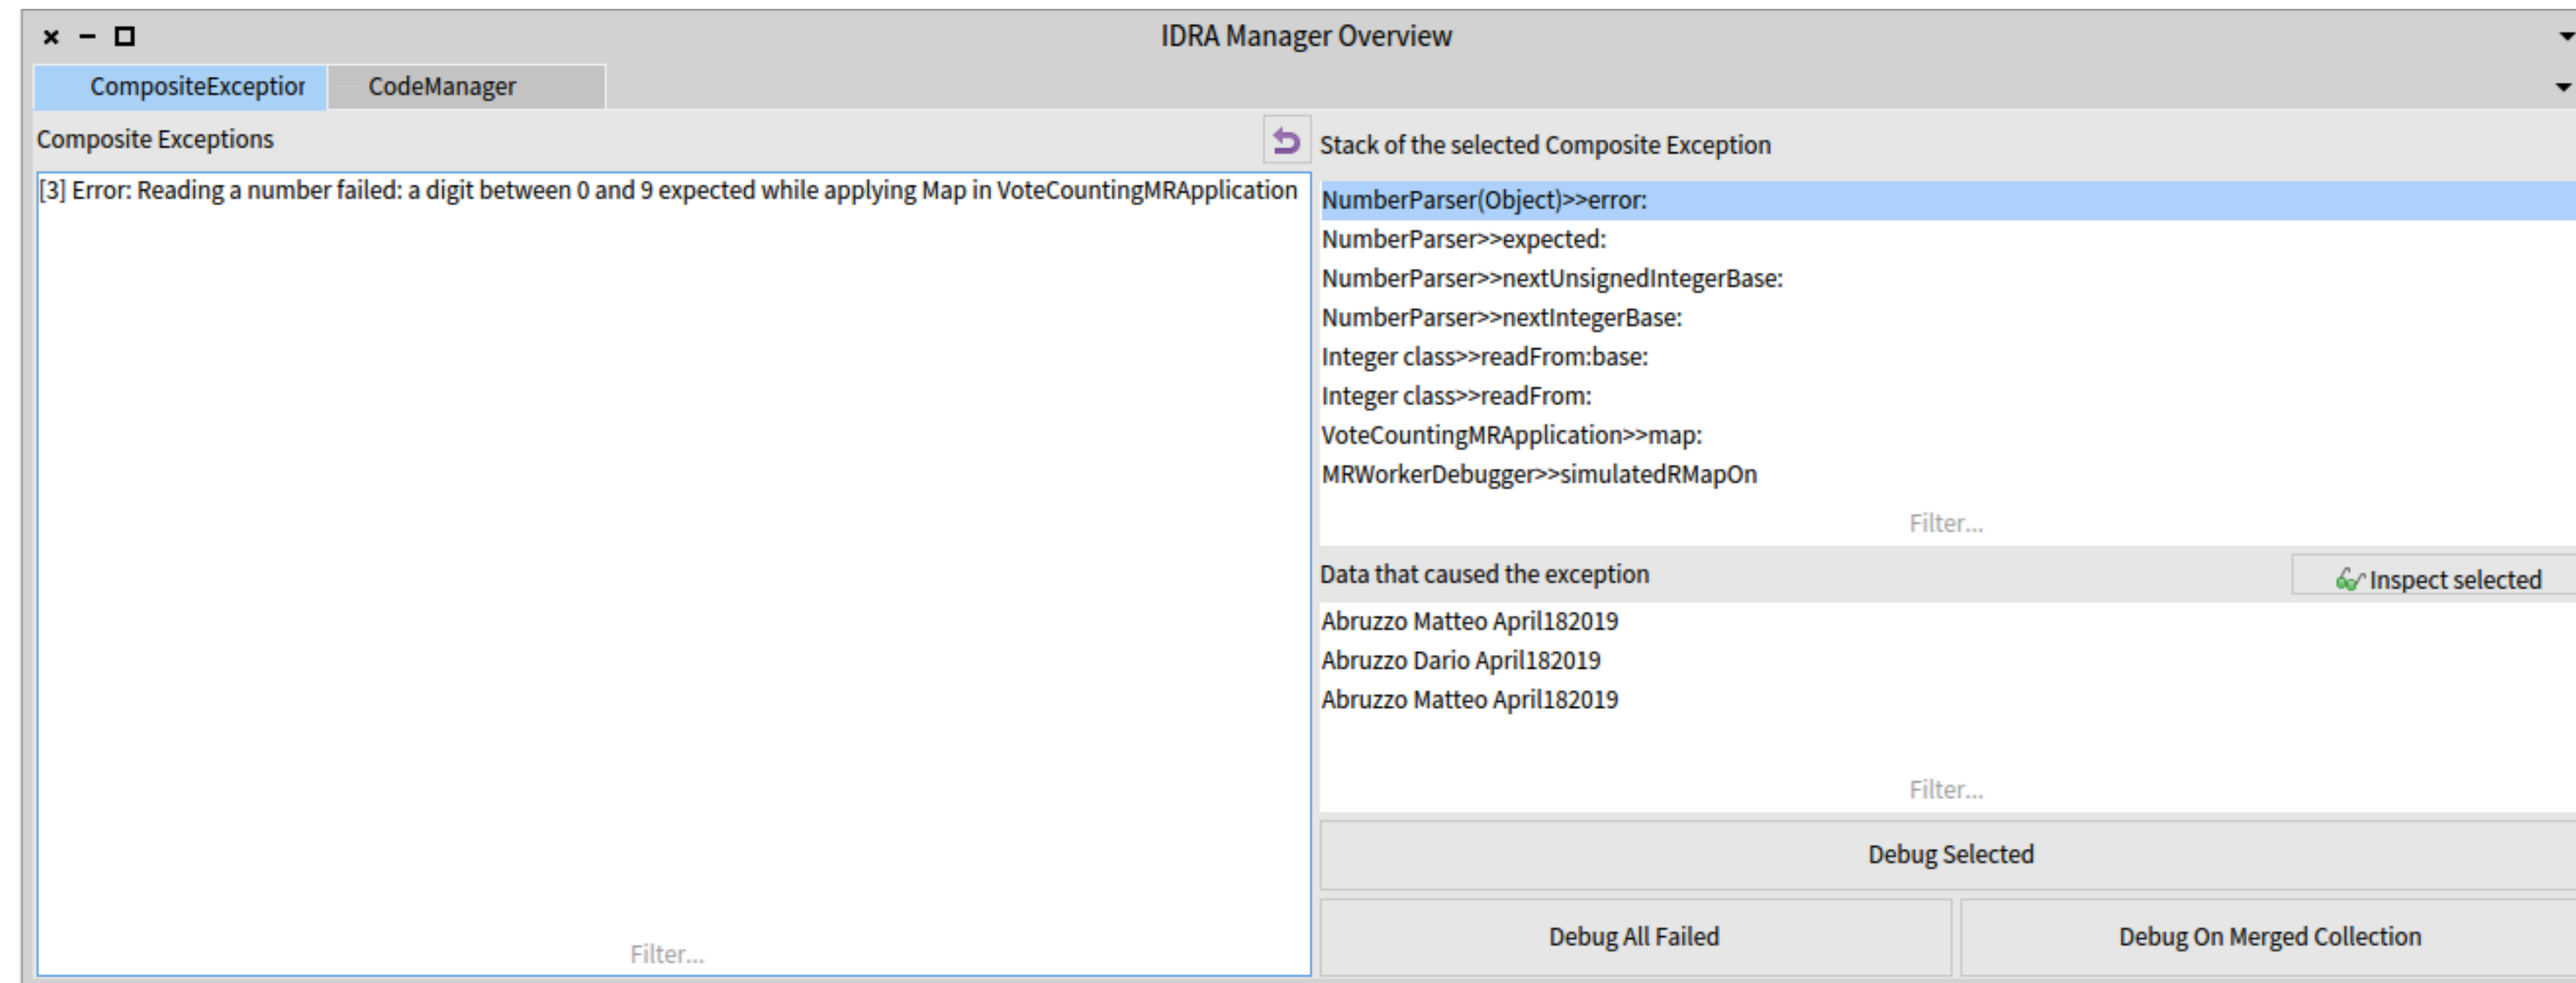 IDRA Manager Overview
CompositeException CodeManager
Composite Exceptions
[3] Error: Reading a number failed: a digit between 0 and 9 expected while applying Map in VoteCountingMRApplication
Filter...
Stack of the selected Composite Exception
NumberParser(Object)>>error:
NumberParser>>expected:
NumberParser>>nextUnsignedIntegerBase:
NumberParser>>nextIntegerBase:
Integer class>>readFrom:base:
Integer class>>readFrom:
VoteCountingMRApplication>>map:
MRWorkerDebugger>>simulatedRMapOn
Filter...
Data that caused the exception
Inspect selected
Abruzzo Matteo April182019
Abruzzo Dario April182019
Abruzzo Matteo April182019
Filter...
Debug Selected
Debug All Failed
Debug On Merged Collection